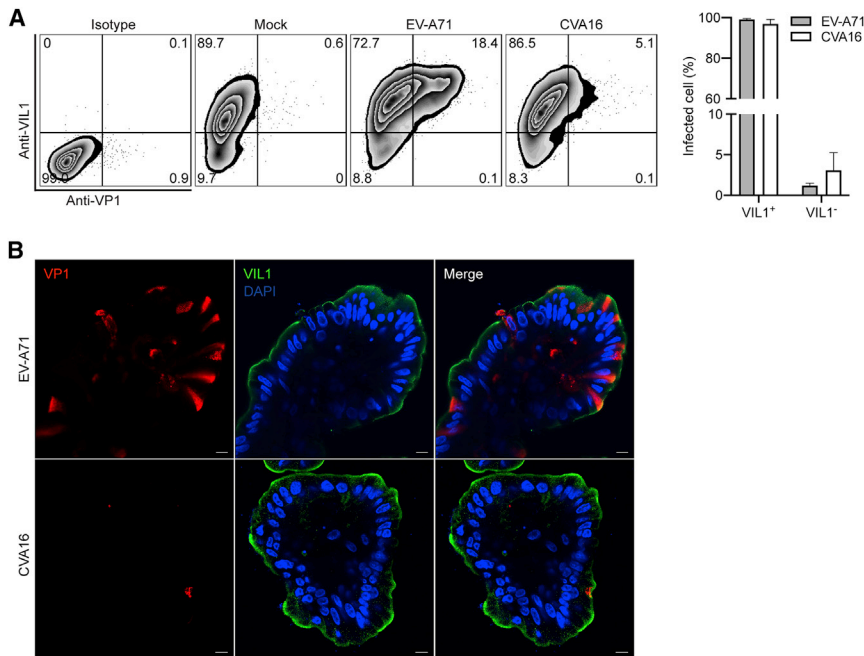 A
Isotype
Mock
EV-A71
CVA16
0
0.1
89.7
0.6
72.7
18.4
86.5
5.1
Anti-VIL1
99.0
0.9
9.7
0
8.8
0.1
8.3
0.1
Anti-VP1
EV-A71
CVA16
Infected cell (%)
100
80
60
10
5
0
VIL1+
VIL1-
B
VP1
VIL1
DAPI
Merge
EV-A71
CVA16